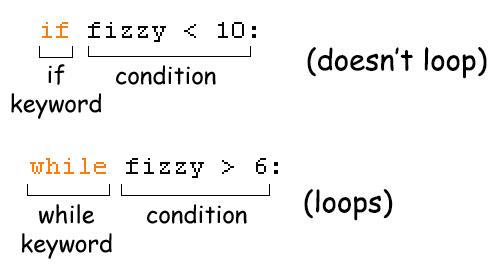 if fizzy < 10:
if condition (doesn't loop)
keyword
while fizzy > 6:
while condition (loops)
keyword